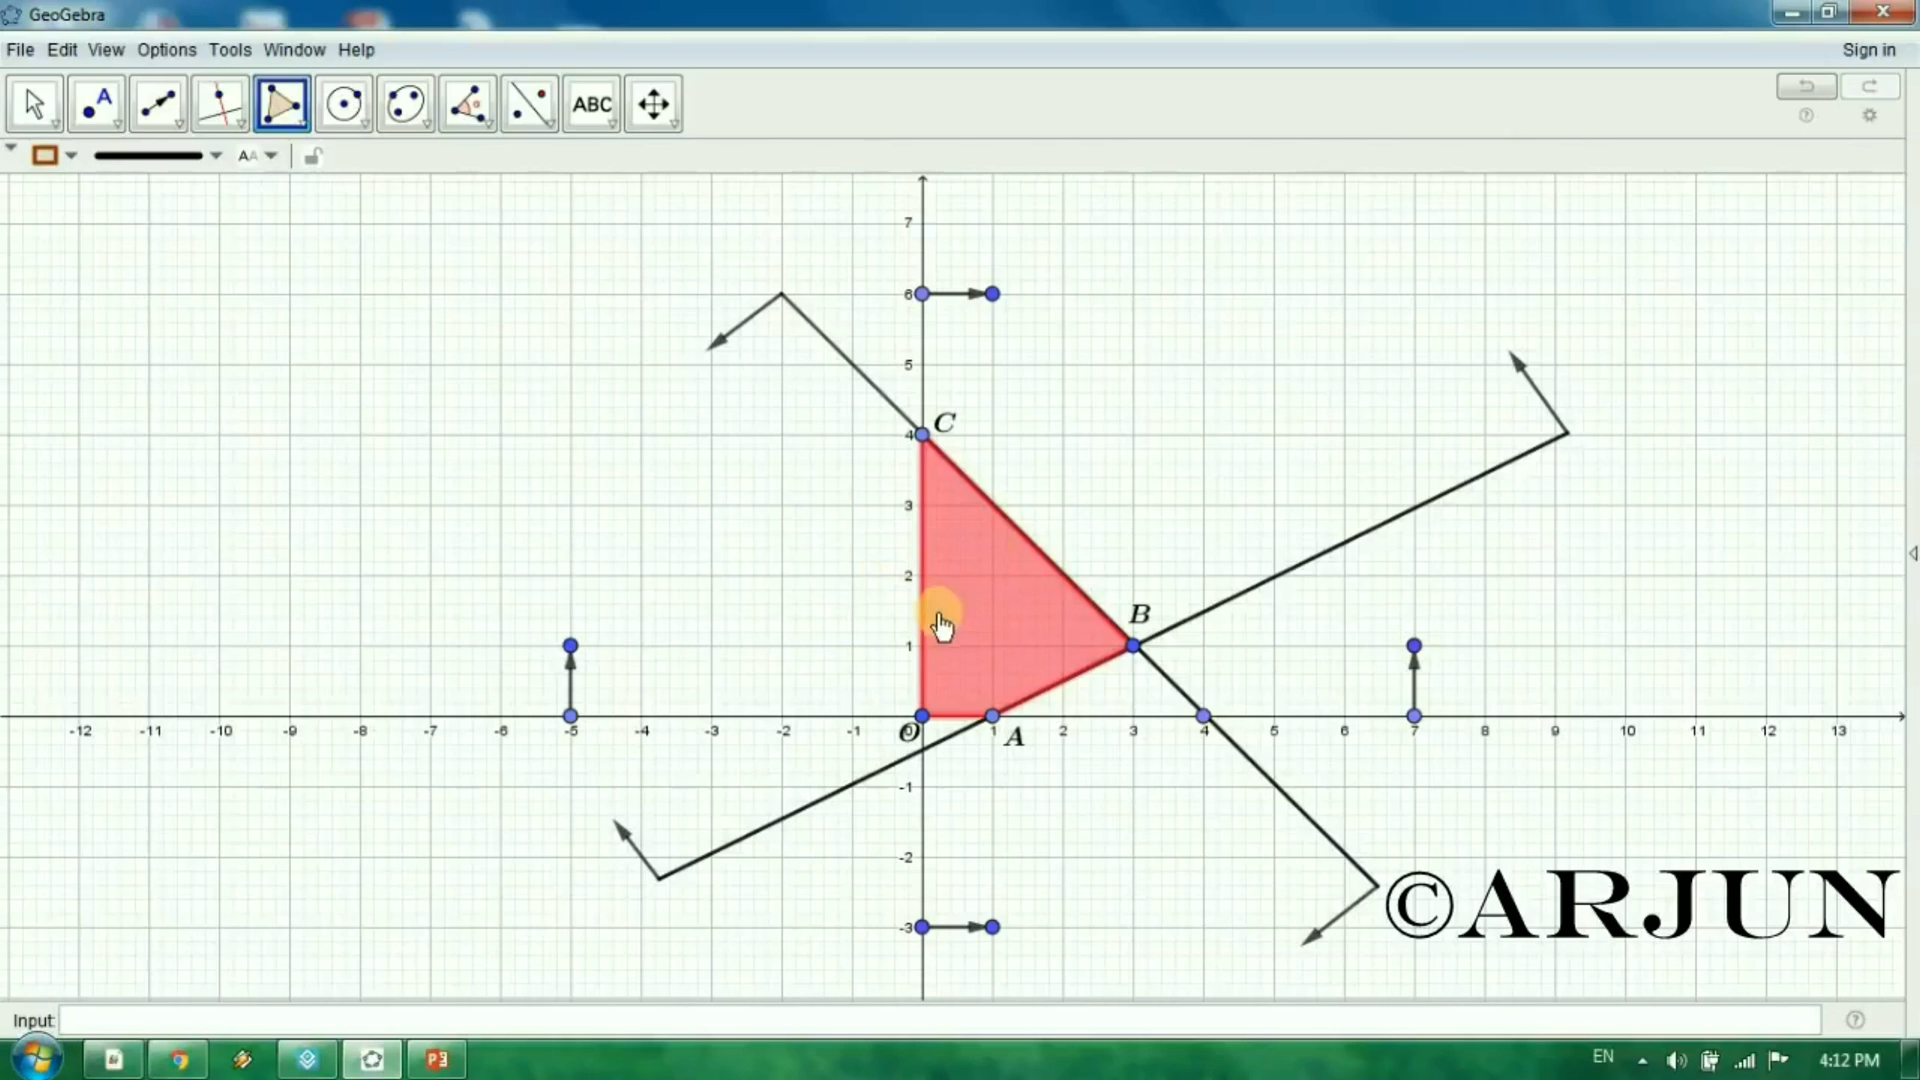 GeoGebra
File Edit View Options Tools Window Help Sign in
A ABC
AA
7
6
5
C
4
3
2
B
1
-12 -11 -10 -9 -8 -7 -6 -5 -4 -3 -2 -1 0 1 2 3 4 5 6 7 8 9 10 11 12 13
O A
-1
-2
-3
©ARJUN
Input:
EN 4:12 PM